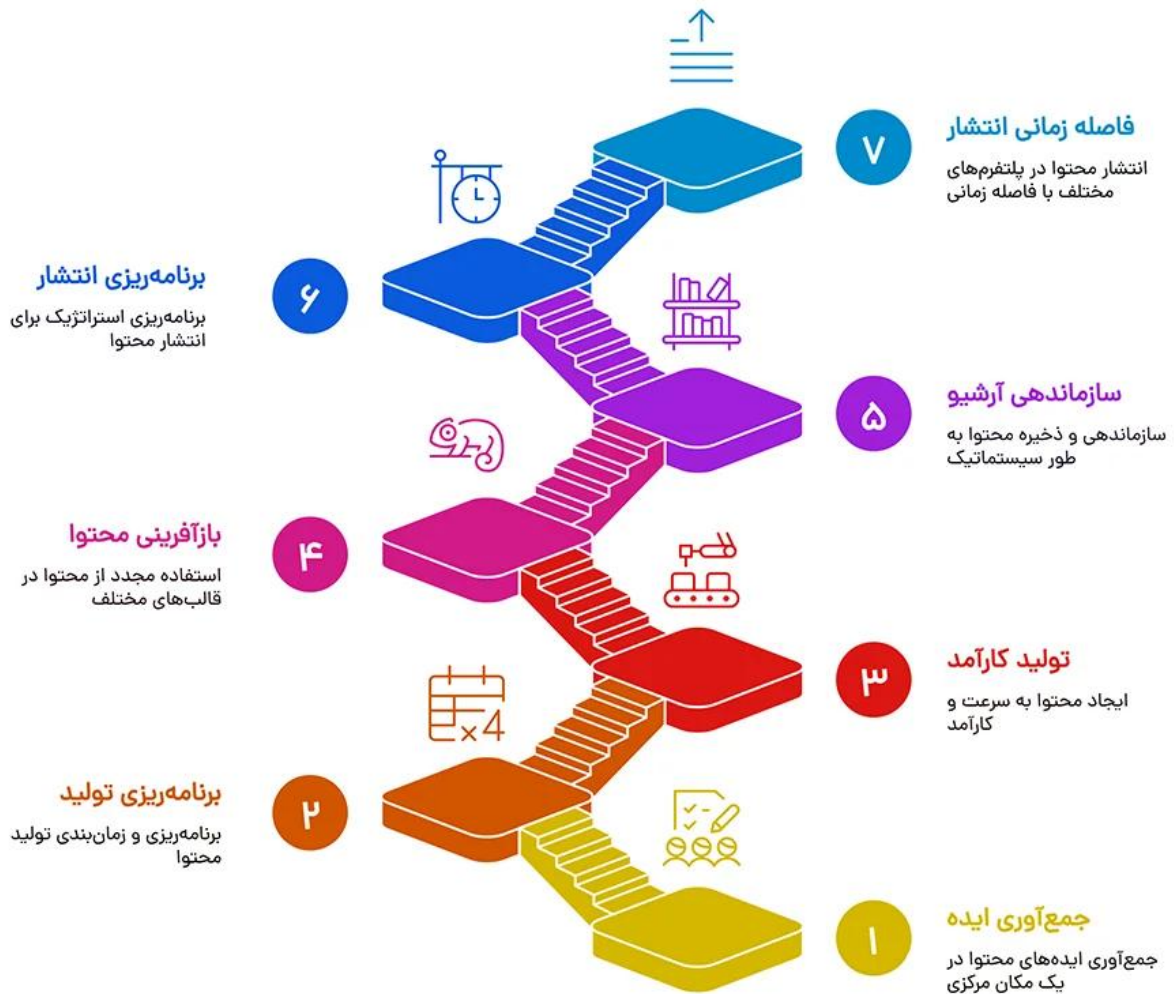 ۷
فاصله زمانی انتشار
انتشار محتوا در پلتفرم‌های
مختلف با فاصله زمانی
۶
برنامه‌ریزی انتشار
برنامه‌ریزی استراتژیک برای
انتشار محتوا
۵
سازماندهی آرشیو
سازماندهی و ذخیره محتوا به
طور سیستماتیک
۴
بازآفرینی محتوا
استفاده مجدد از محتوا در
قالب‌های مختلف
۳
تولید کارآمد
ایجاد محتوا به سرعت و
کارآمد
×4
۲
برنامه‌ریزی تولید
برنامه‌ریزی و زمان‌بندی تولید
محتوا
۱
جمع‌آوری ایده
جمع‌آوری ایده‌های محتوا در
یک مکان مرکزی